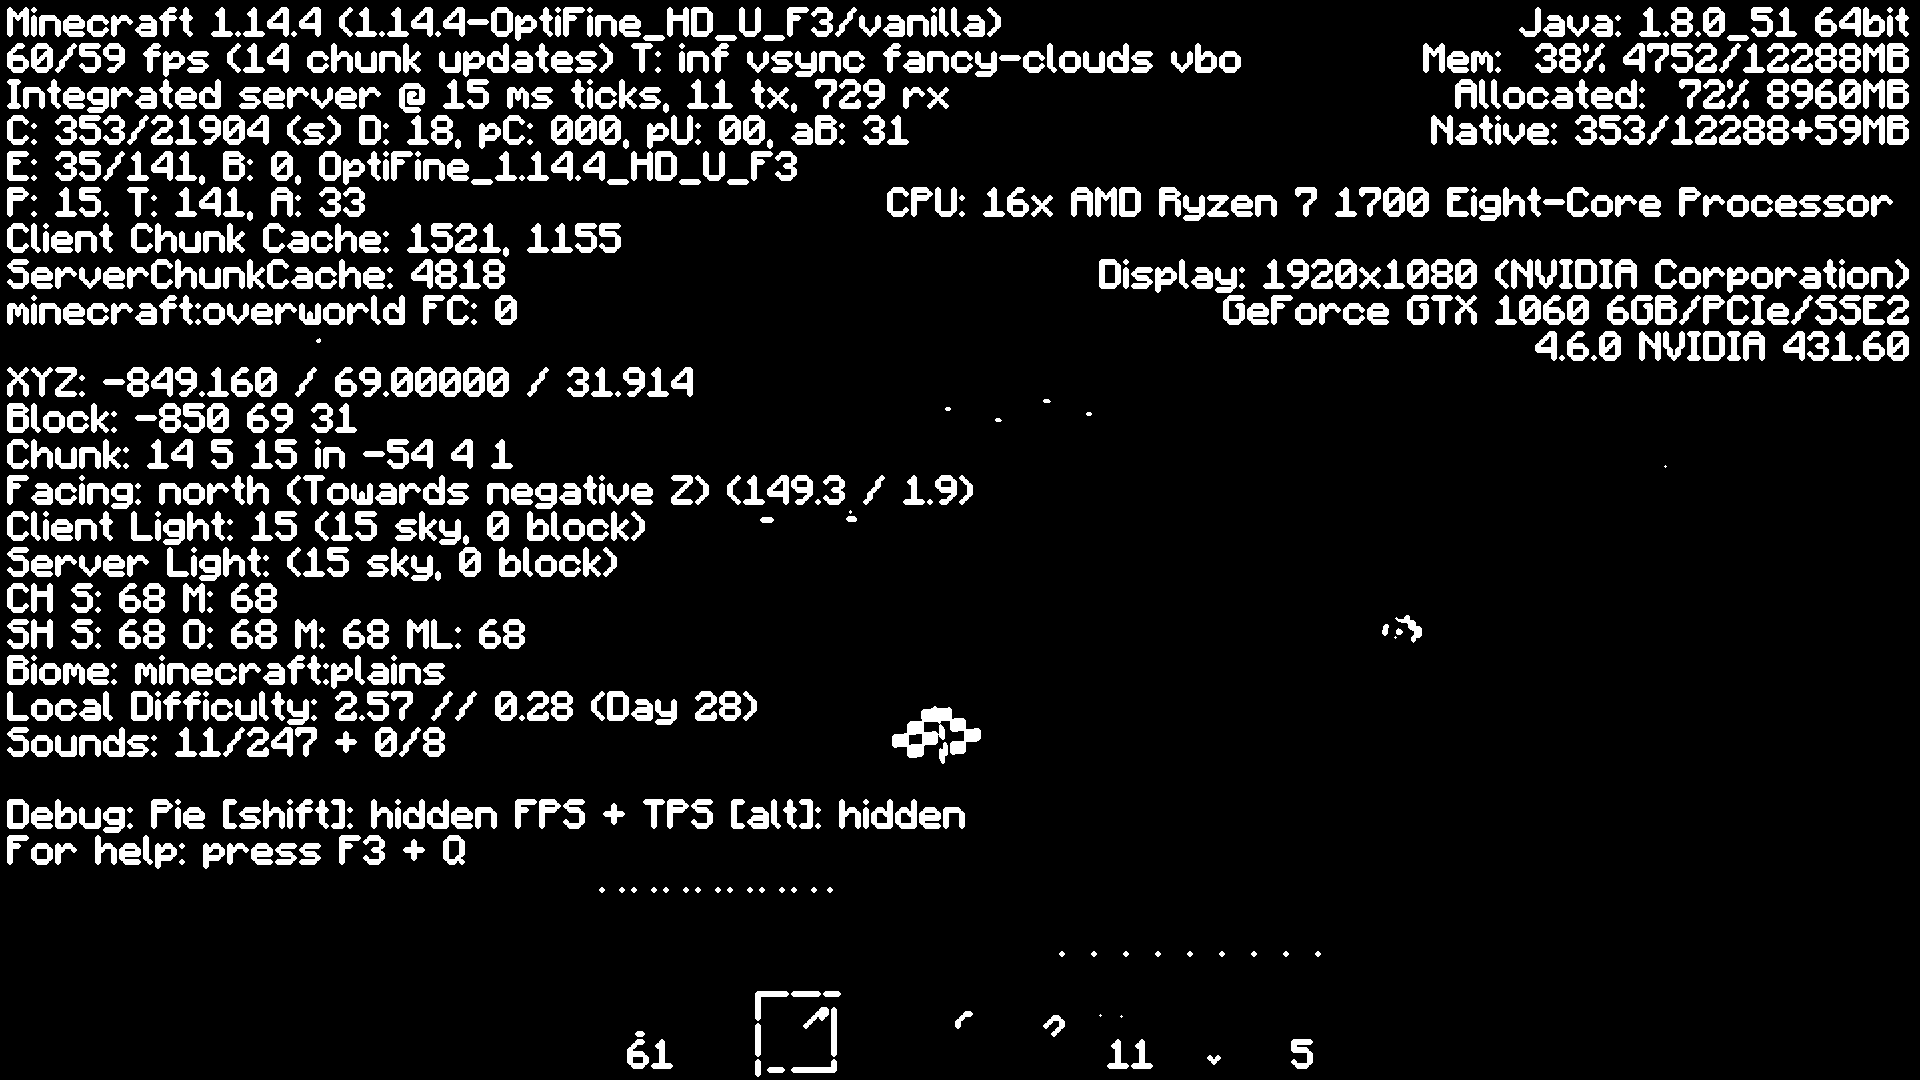 Minecraft 1.14.4 (1.14.4-OptiFine_HD_U_F3/vanilla)
60/59 fps (14 chunk updates) T: inf vsync fancy-clouds vbo
Integrated server @ 15 ms ticks, 11 tx, 729 rx
C: 353/21904 (s) D: 18, pC: 000, pU: 00, aB: 31
E: 35/141, B: 0, OptiFine_1.14.4_HD_U_F3
P: 15. T: 141, A: 33
Client Chunk Cache: 1521, 1155
ServerChunkCache: 4818
minecraft:overworld FC: 0
XYZ: -849.160 / 69.00000 / 31.914
Block: -850 69 31
Chunk: 14 5 15 in -54 4 1
Facing: north (Towards negative Z) (149.3 / 1.9)
Client Light: 15 (15 sky, 0 block)
Server Light: (15 sky, 0 block)
CH S: 68 M: 68
SH S: 68 O: 68 M: 68 ML: 68
Biome: minecraft:plains
Local Difficulty: 2.57 // 0.28 (Day 28)
Sounds: 11/247 + 0/8
Debug: Pie [shift]: hidden FPS + TPS [alt]: hidden
For help: press F3 + Q
Java: 1.8.0_51 64bit
Mem: 38% 4752/12288MB
Allocated: 72% 8960MB
Native: 353/12288+59MB
CPU: 16x AMD Ryzen 7 1700 Eight-Core Processor
Display: 1920x1080 (NVIDIA Corporation)
GeForce GTX 1060 6GB/PCIe/SSE2
4.6.0 NVIDIA 431.60
61 11 5